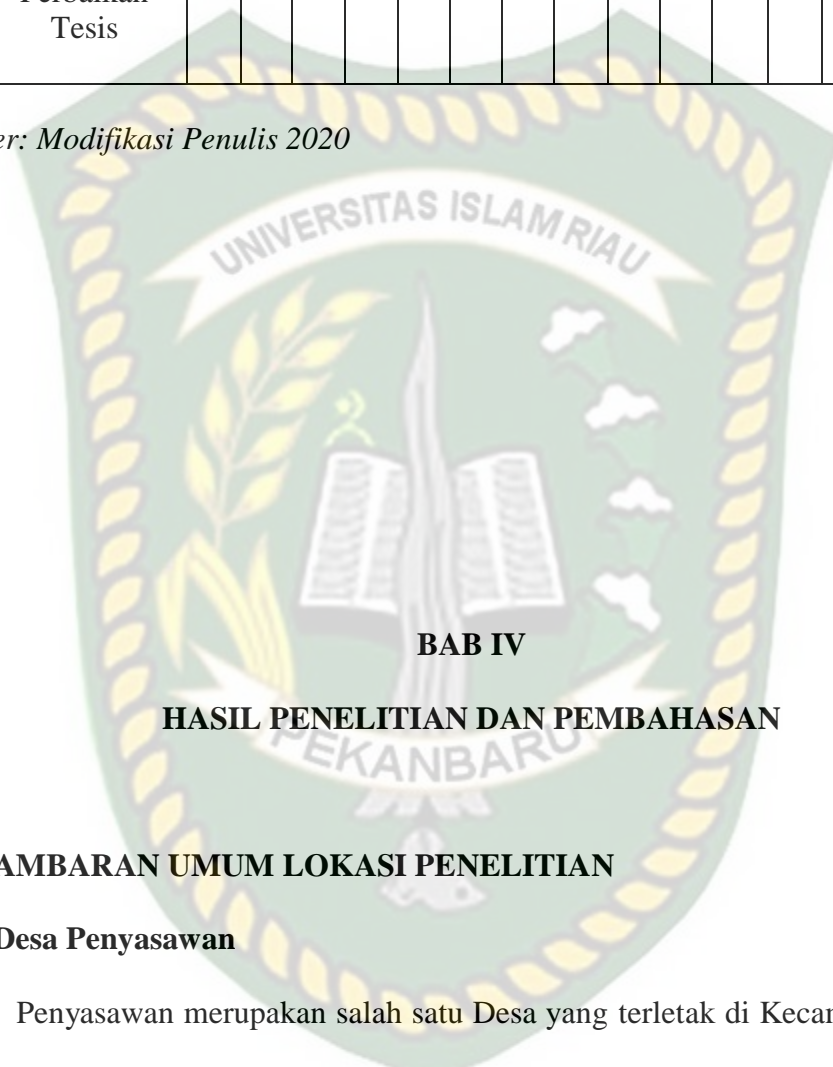 Tesis
er: Modifikasi Penulis 2020
UNIVERSITAS ISLAM RIAU
BAB IV
HASIL PENELITIAN DAN PEMBAHASAN
PEKANBARU
AMBARAN UMUM LOKASI PENELITIAN
Desa Penyasawan
Penyasawan merupakan salah satu Desa yang terletak di Kecar